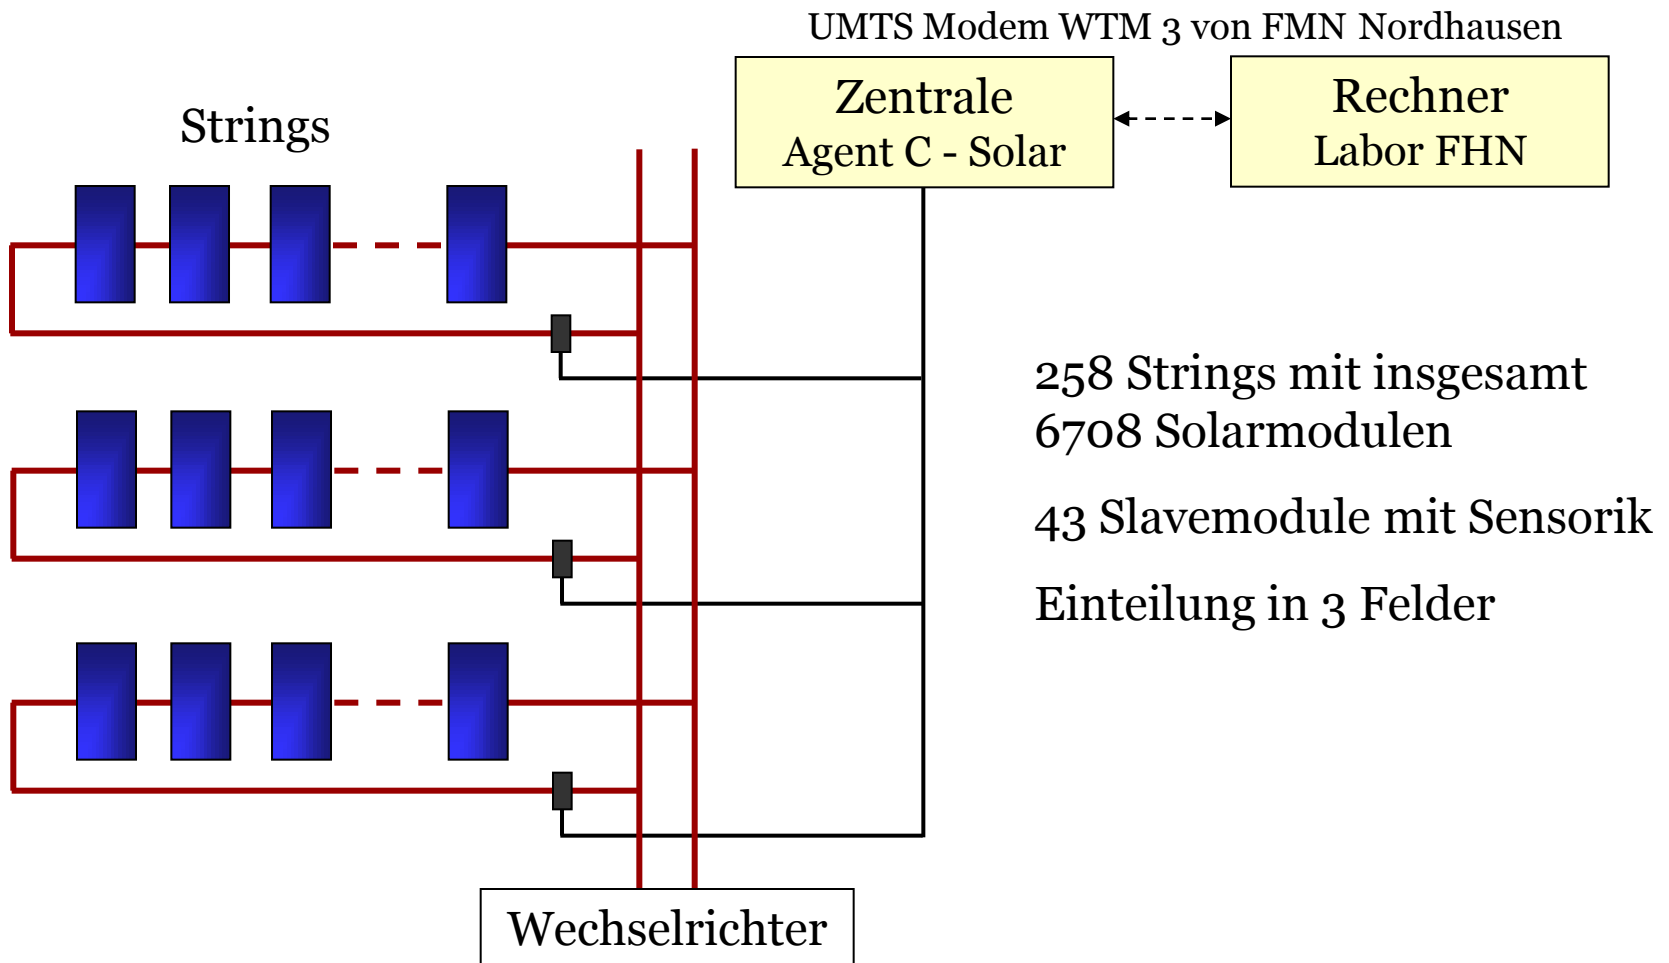 UMTS Modem WTM 3 von FMN Nordhausen
Zentrale
Agent C - Solar
Rechner
Labor FHN
Strings
258 Strings mit insgesamt
6708 Solarmodulen
43 Slavemodule mit Sensorik
Einteilung in 3 Felder
Wechselrichter